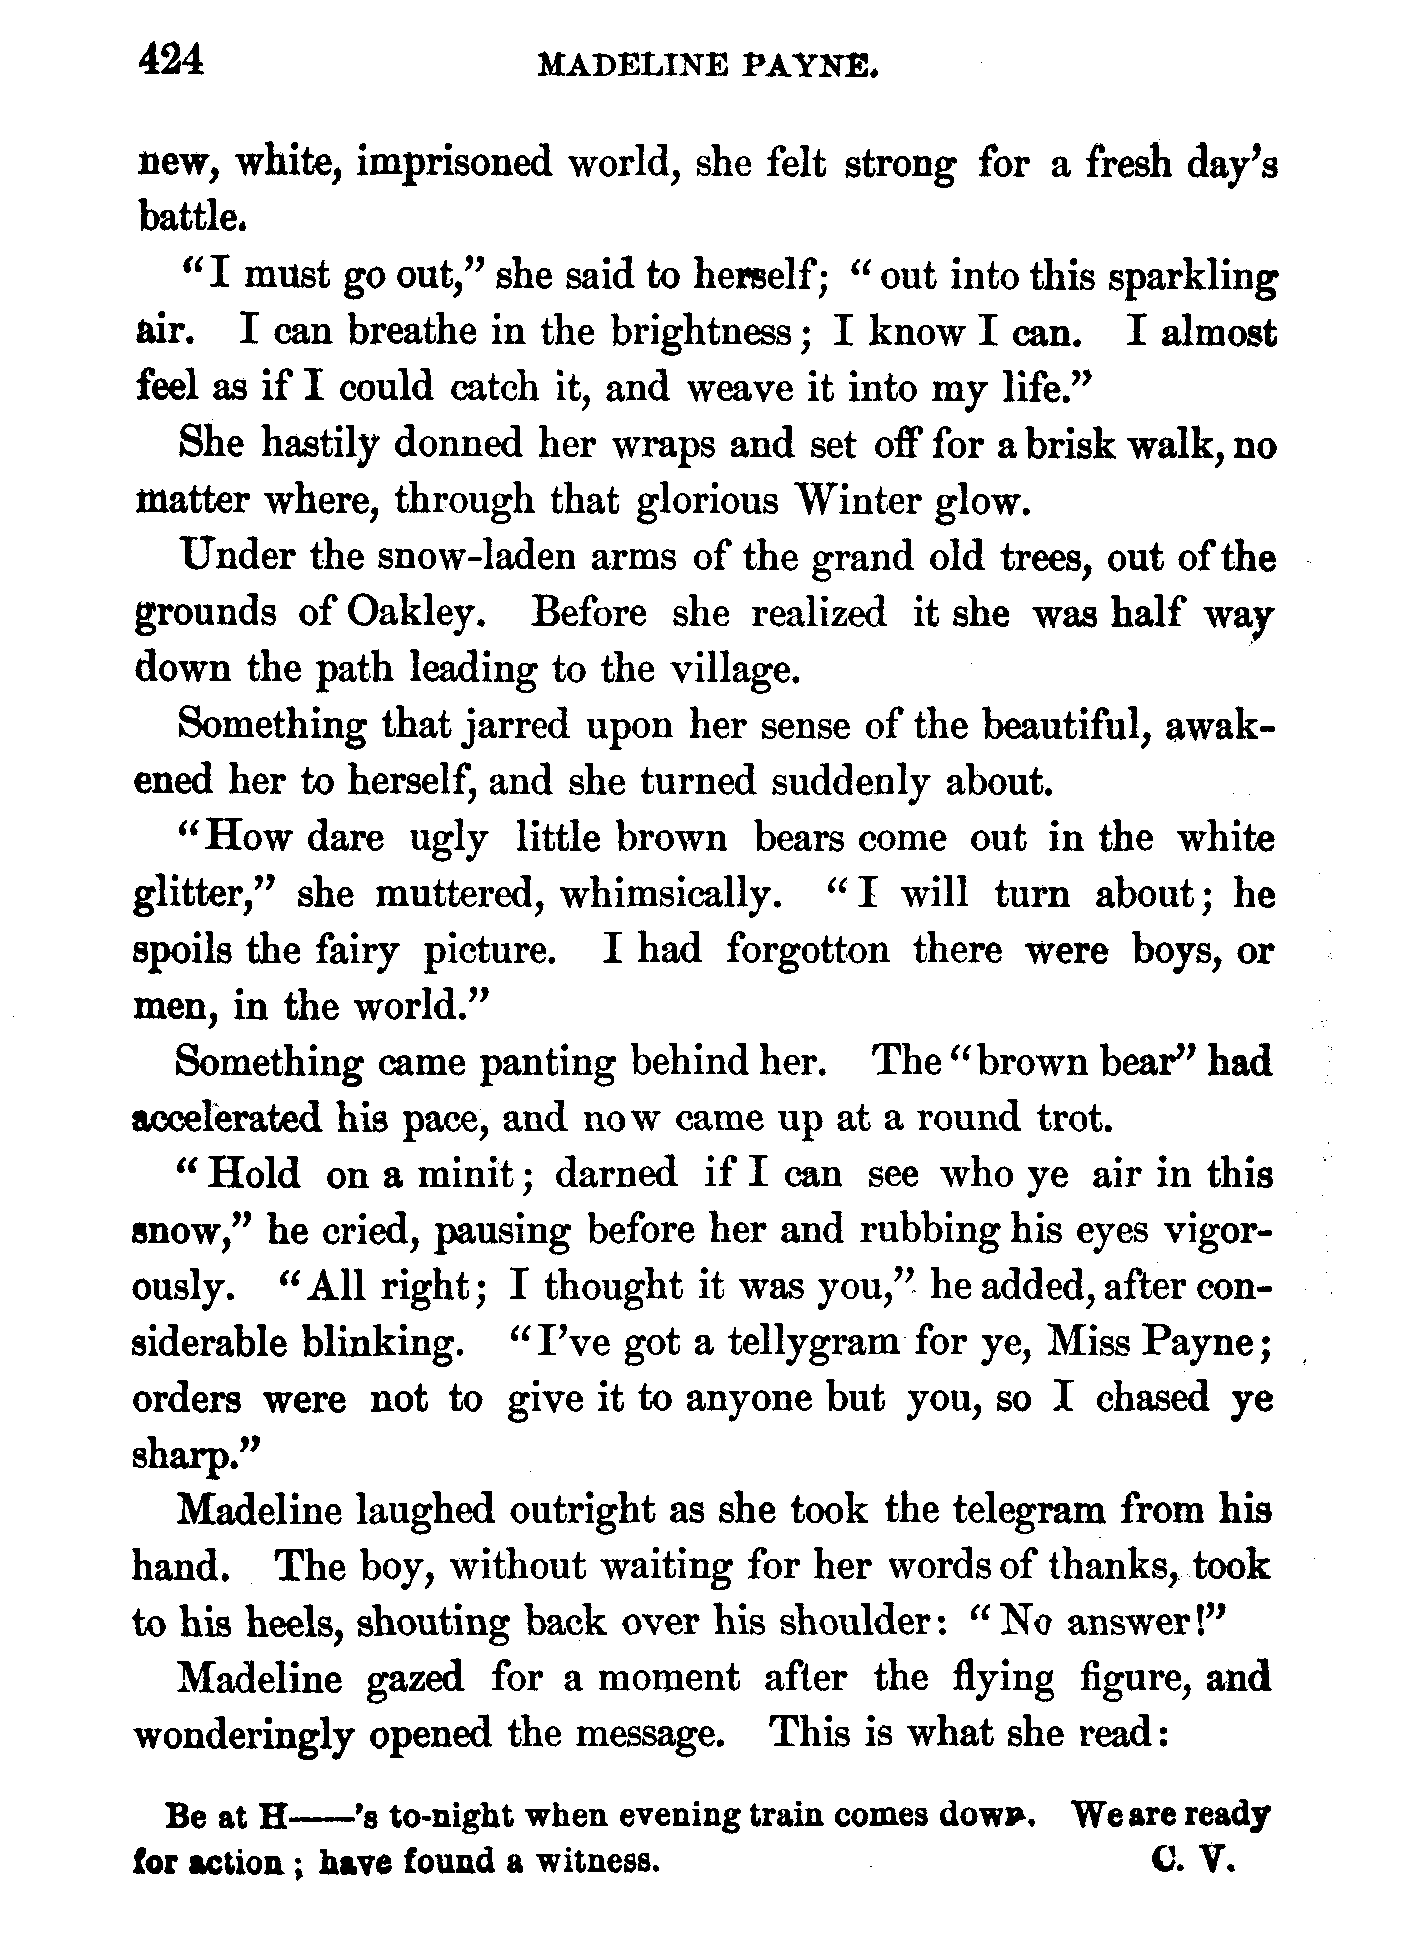 424 MADELINE PAYNE.
new, white, imprisoned world, she felt strong for a fresh day's
battle.
"I must go out," she said to herself; "out into this sparkling
air. I can breathe in the brightness; I know I can. I almost
feel as if I could catch it, and weave it into my life."
She hastily donned her wraps and set off for a brisk walk, no
matter where, through that glorious Winter glow.
Under the snow-laden arms of the grand old trees, out of the
grounds of Oakley. Before she realized it she was half way
down the path leading to the village.
Something that jarred upon her sense of the beautiful, awak-
ened her to herself, and she turned suddenly about.
"How dare ugly little brown bears come out in the white
glitter," she muttered, whimsically. "I will turn about; he
spoils the fairy picture. I had forgotton there were boys, or
men, in the world."
Something came panting behind her. The "brown bear" had
accelerated his pace, and now came up at a round trot.
"Hold on a minit; darned if I can see who ye air in this
snow," he cried, pausing before her and rubbing his eyes vigor-
ously. "All right; I thought it was you," he added, after con-
siderable blinking. "I've got a tellygram for ye, Miss Payne;
orders were not to give it to anyone but you, so I chased ye
sharp."
Madeline laughed outright as she took the telegram from his
hand. The boy, without waiting for her words of thanks, took
to his heels, shouting back over his shoulder: "No answer!"
Madeline gazed for a moment after the flying figure, and
wonderingly opened the message. This is what she read:
Be at H——'s to-night when evening train comes down. We are ready
for action; have found a witness. C. V.